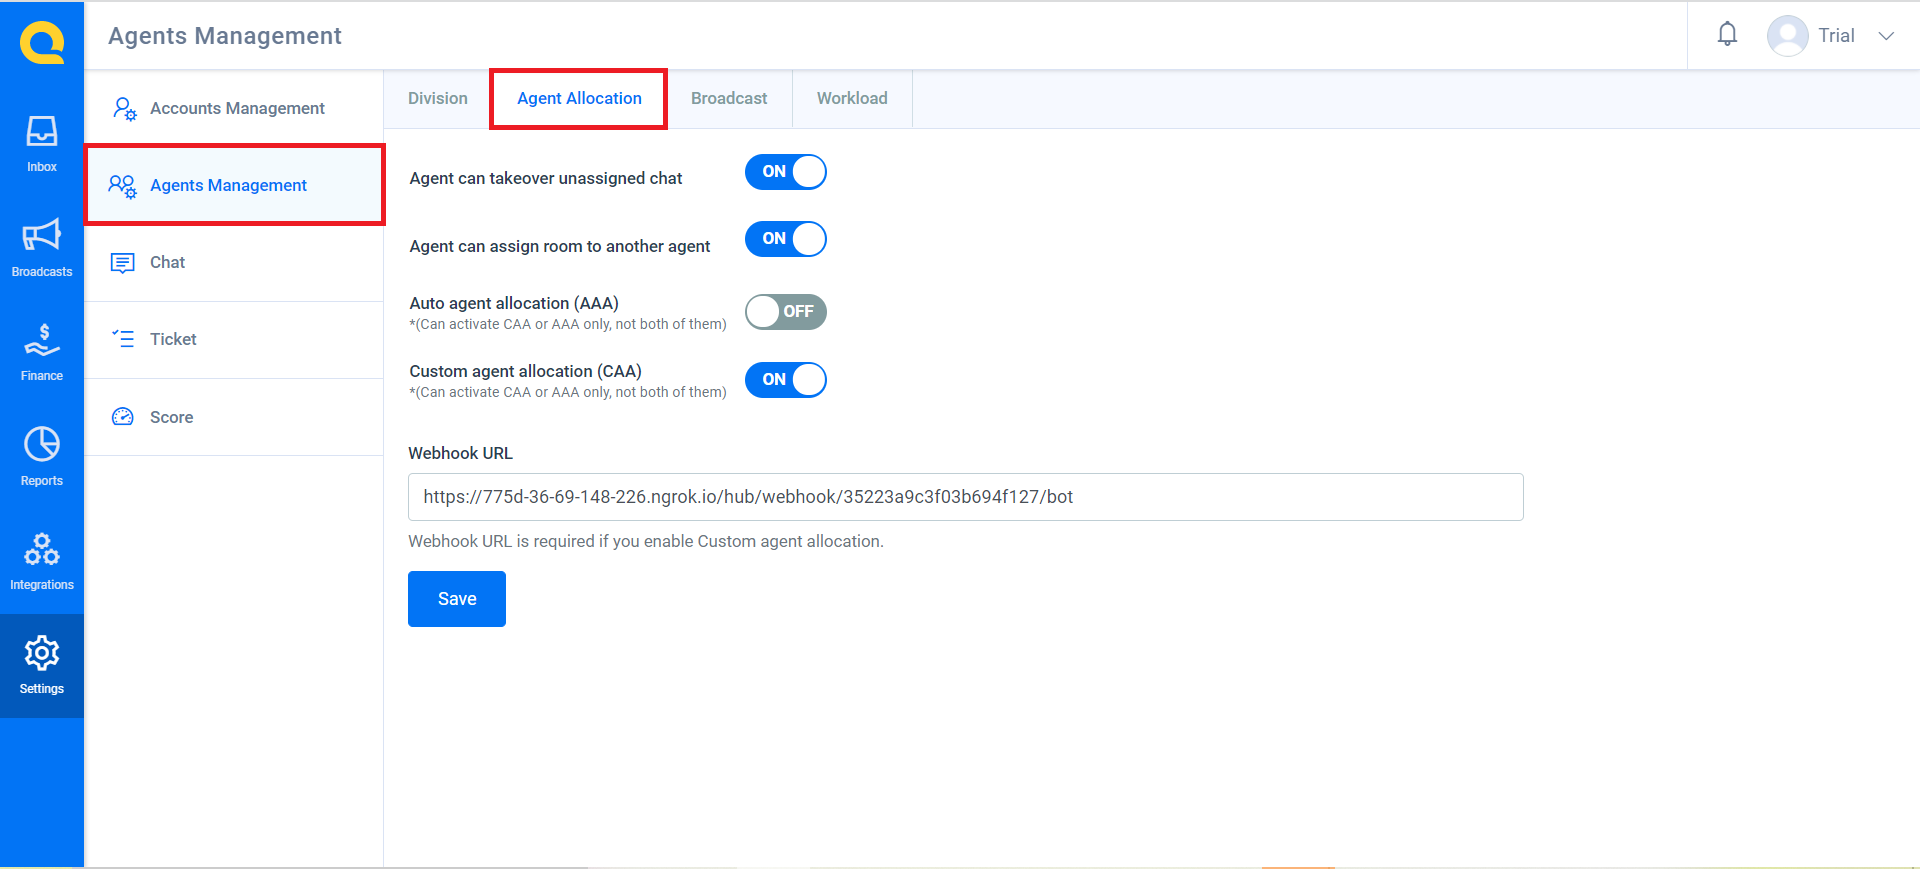 Agents Management
Trial
Inbox
Broadcasts
Finance
Reports
Integrations
Settings
Accounts Management
Agents Management
Chat
Ticket
Score
Division
Agent Allocation
Broadcast
Workload
Agent can takeover unassigned chat
ON
Agent can assign room to another agent
ON
Auto agent allocation (AAA)
*(Can activate CAA or AAA only, not both of them)
OFF
Custom agent allocation (CAA)
*(Can activate CAA or AAA only, not both of them)
ON
Webhook URL
https://775d-36-69-148-226.ngrok.io/hub/webhook/35223a9c3f03b694f127/bot
Webhook URL is required if you enable Custom agent allocation.
Save